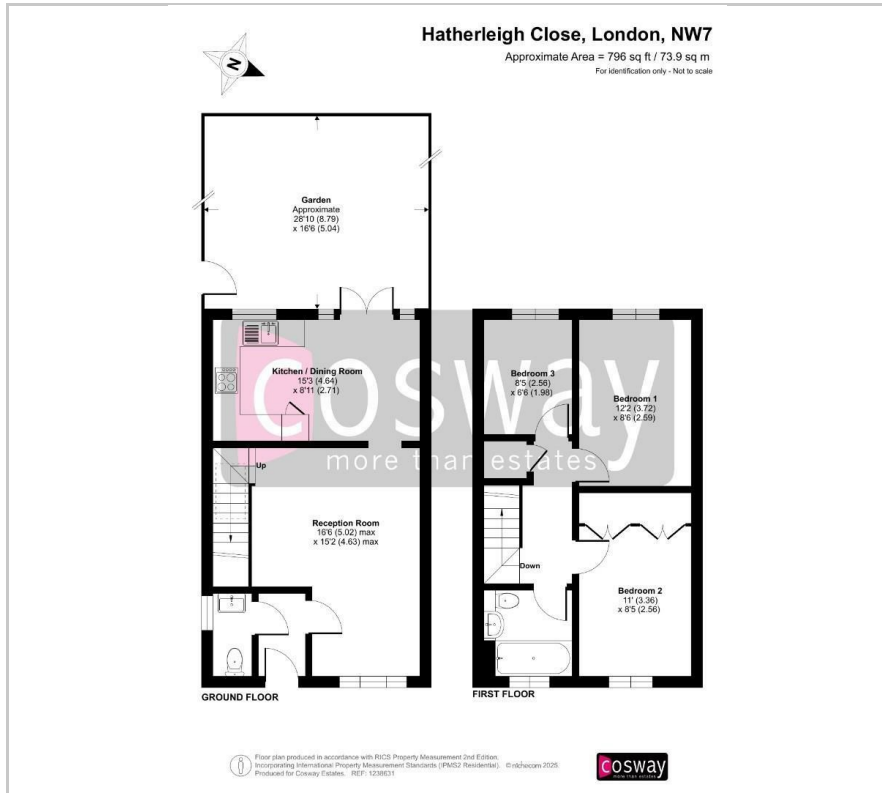 Hatherleigh Close, London, NW7
Approximate Area = 796 sq ft / 73.9 sq m
For identification only - Not to scale
N
Garden
Approximate
28'10 (8.79)
x 16'6 (5.04)
Kitchen / Dining Room
15'3 (4.64)
x 8'11 (2.71)
Bedroom 3
8'5 (2.56)
x 6'6 (1.98)
Bedroom 1
12'2 (3.72)
x 8'6 (2.59)
cosway
more than estates
Up
Reception Room
16'6 (5.02) max
x 15'2 (4.63) max
Down
Bedroom 2
11' (3.36)
x 8'5 (2.56)
GROUND FLOOR
FIRST FLOOR
Floor plan produced in accordance with RICS Property Measurement 2nd Edition,
Incorporating International Property Measurement Standards (IPMS2 Residential). © nichecom 2025.
Produced for Cosway Estates. REF: 1238631
cosway
more than estates